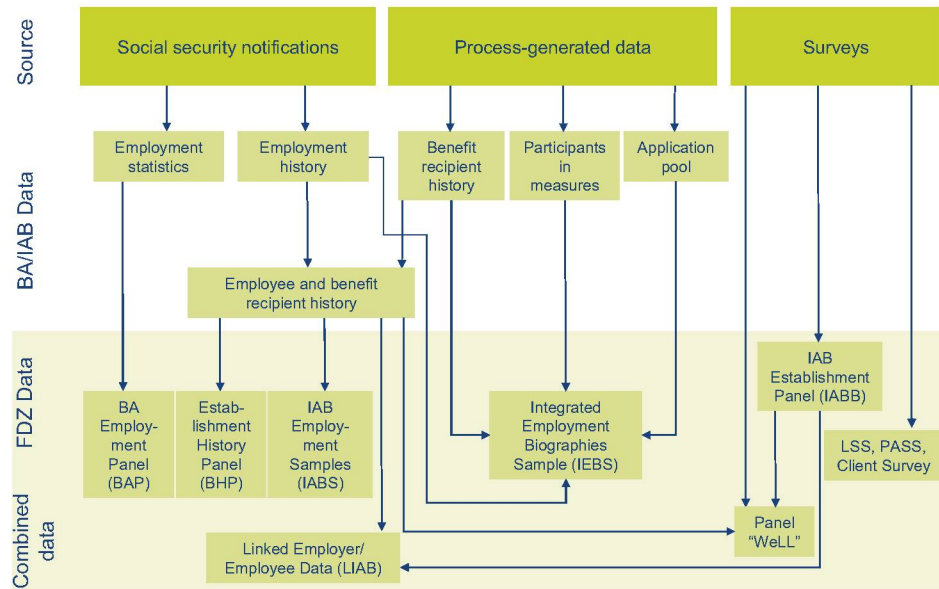 Source
Social security notifications
Process-generated data
Surveys
BA/IAB Data
Employment
statistics
Employment
history
Benefit
recipient
history
Participants
in
measures
Application
pool
Employee and benefit
recipient history
FDZ Data
BA
Employ-
ment
Panel
(BAP)
Estab-
lishment
History
Panel
(BHP)
IAB
Employ-
ment
Samples
(IABS)
Integrated
Employment
Biographies
Sample (IEBS)
IAB
Establishment
Panel (IABB)
LSS, PASS,
Client Survey
Combined
data
Linked Employer/
Employee Data (LIAB)
Panel
“WeLL”